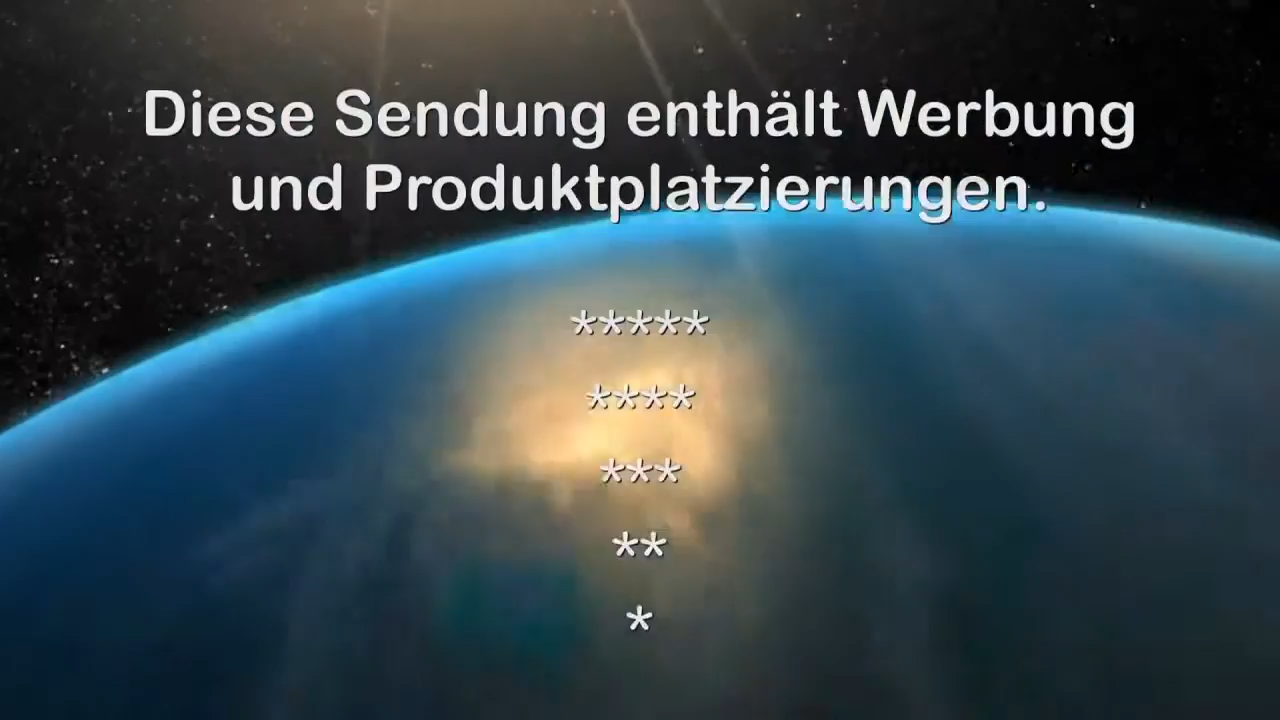 Diese Sendung enthält Werbung
und Produktplatzierungen.
*****
****
***
**
*